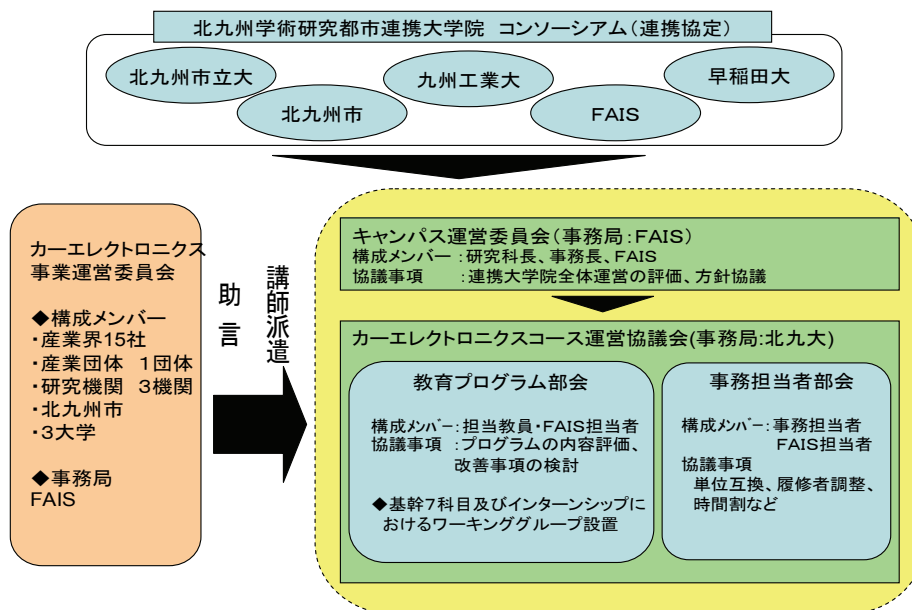 北九州学術研究都市連携大学院 コンソーシアム(連携協定)
北九州市立大
九州工業大
早稲田大
北九州市
FAIS
カーエレクトロニクス
事業運営委員会
◆構成メンバー
・産業界15社
・産業団体 1団体
・研究機関 3機関
・北九州市
・3大学
◆事務局
FAIS
助言
講師派遣
キャンパス運営委員会(事務局:FAIS)
構成メンバー:研究科長、事務長、FAIS
協議事項 :連携大学院全体運営の評価、方針協議
カーエレクトロニクスコース運営協議会(事務局:北九大)
教育プログラム部会
構成メンバー:担当教員・FAIS担当者
協議事項 :プログラムの内容評価、
改善事項の検討
◆基幹7科目及びインターンシップに
おけるワーキンググループ設置
事務担当者部会
構成メンバー:事務担当者
FAIS担当者
協議事項
単位互換、履修者調整、
時間割など